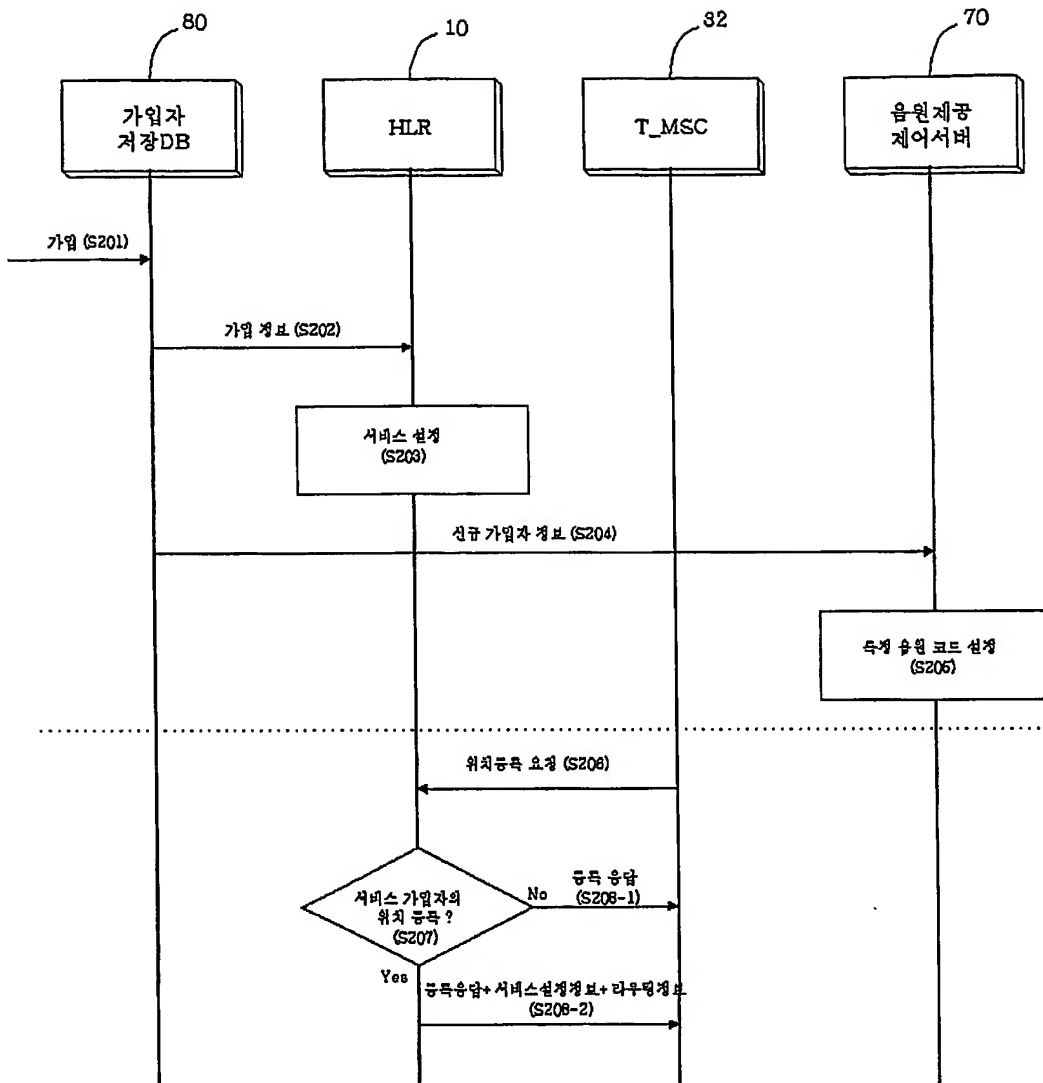 80
10
32
70
가입자
저장DB
HLR
T_MSC
음원제공
제어서버
가입 (S201)
가입 정보 (S202)
서비스 설정
(S203)
신규 가입자 정보 (S204)
특정 음원 코드 설정
(S205)
위치등록 요청 (S206)
서비스 가입자의
위치 등록 ?
(S207)
No
등록 응답
(S208-1)
Yes
등록응답+서비스설정정보+라우팅정보
(S208-2)